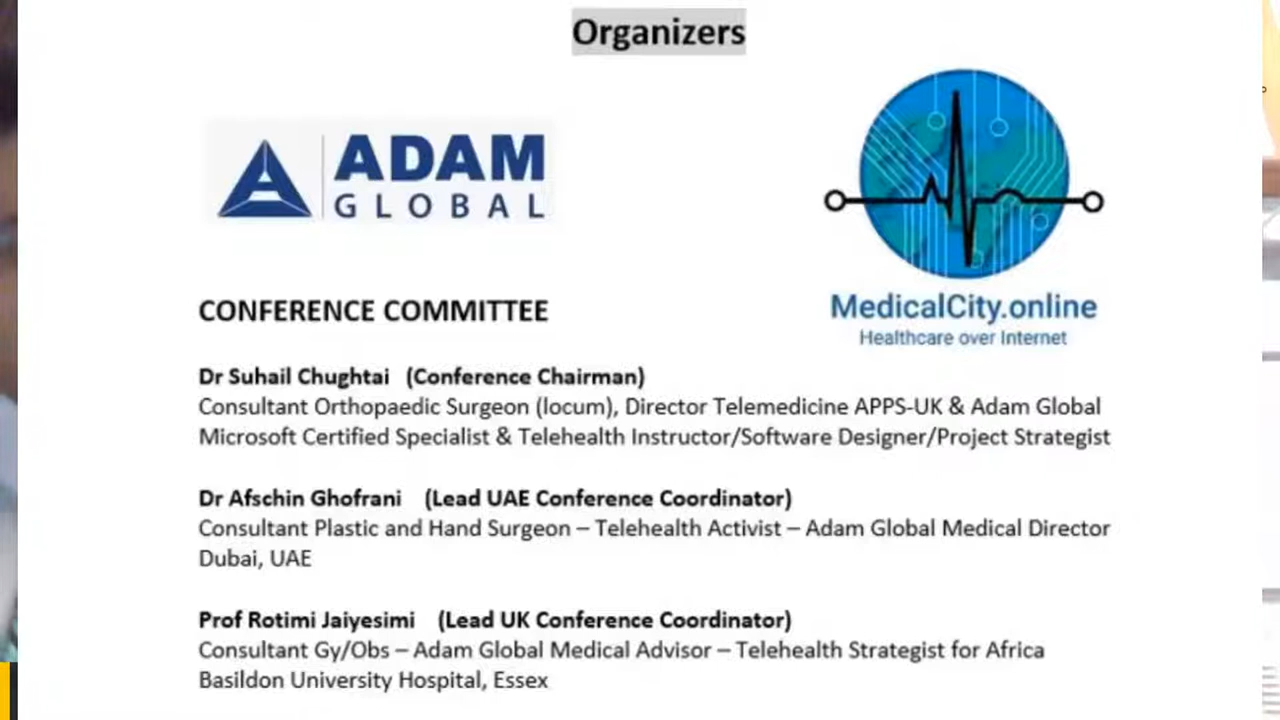 Organizers
ADAM
GLOBAL
MedicalCity.online
Healthcare over Internet
CONFERENCE COMMITTEE
Dr Suhail Chughtai (Conference Chairman)
Consultant Orthopaedic Surgeon (locum), Director Telemedicine APPS-UK & Adam Global
Microsoft Certified Specialist & Telehealth Instructor/Software Designer/Project Strategist
Dr Afschin Ghofrani (Lead UAE Conference Coordinator)
Consultant Plastic and Hand Surgeon – Telehealth Activist – Adam Global Medical Director
Dubai, UAE
Prof Rotimi Jaiyesimi (Lead UK Conference Coordinator)
Consultant Gy/Obs – Adam Global Medical Advisor – Telehealth Strategist for Africa
Basildon University Hospital, Essex